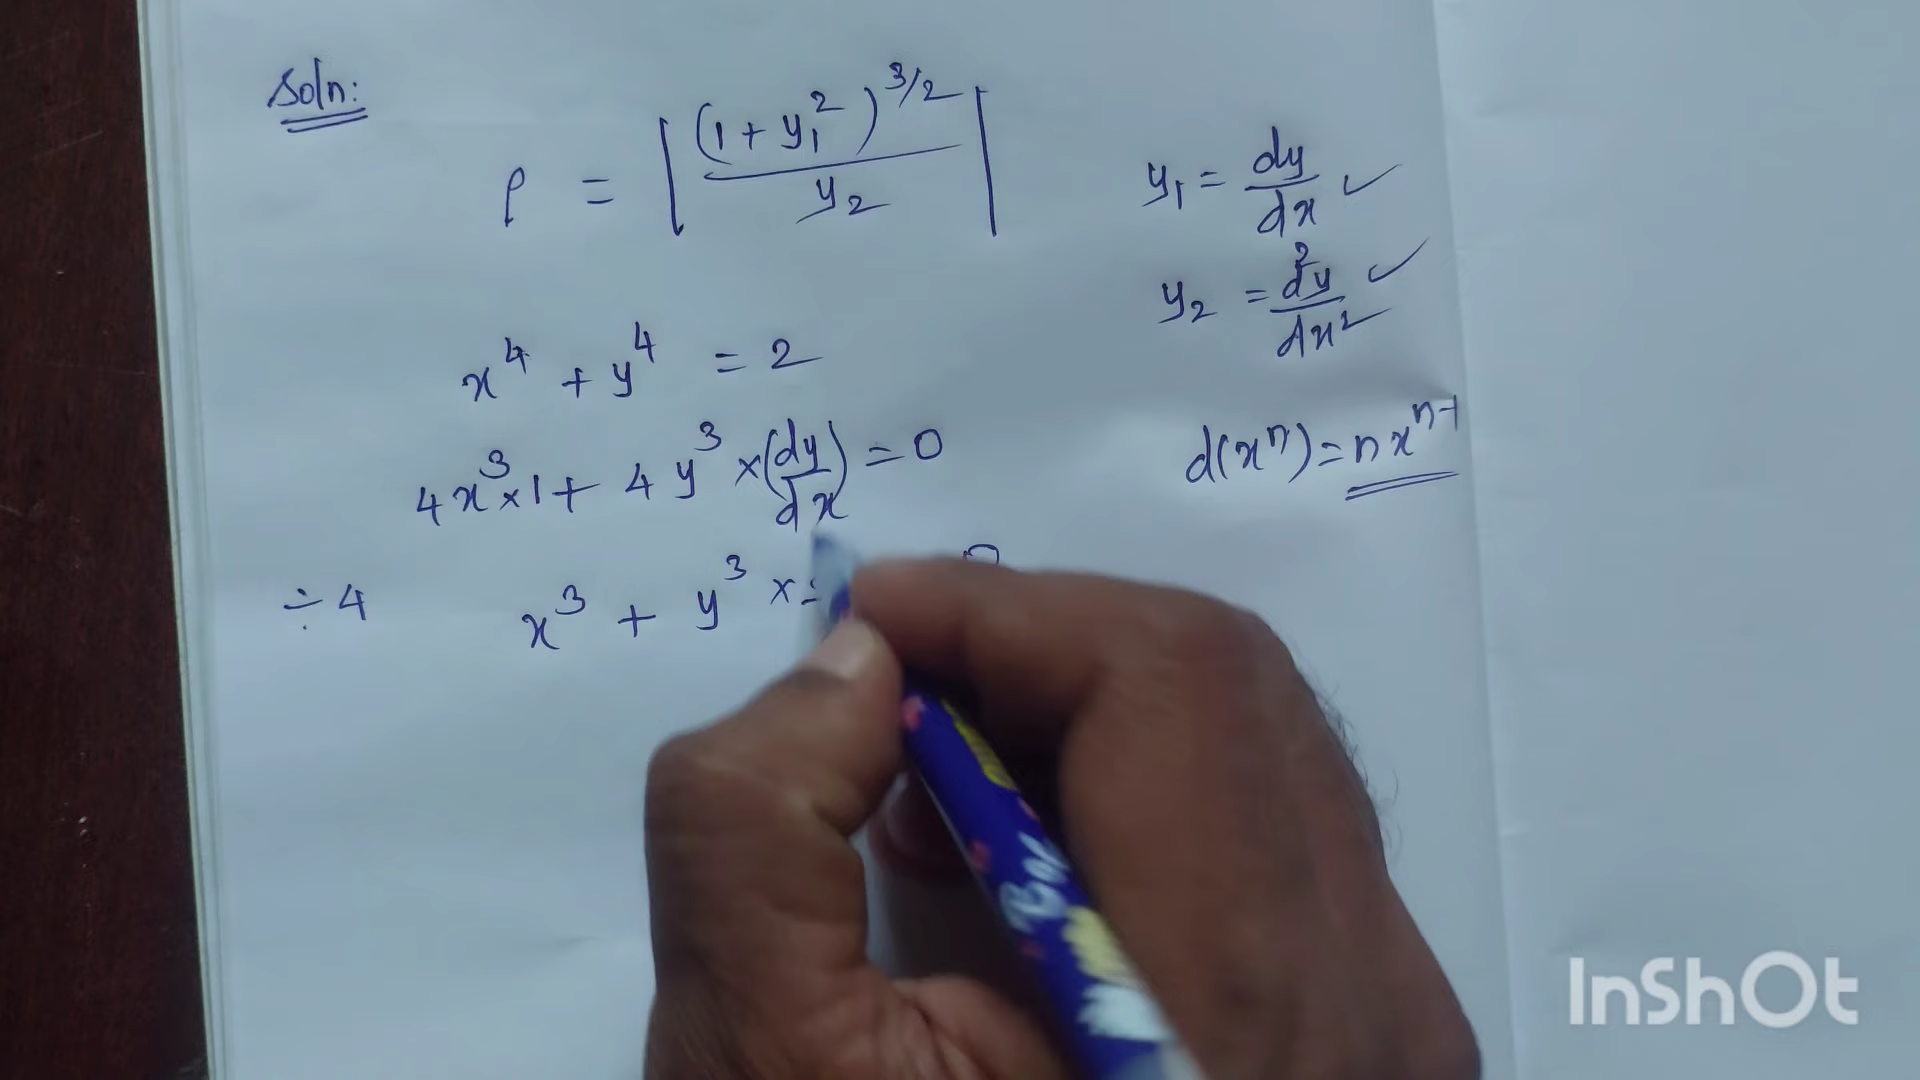 Soln:
ρ = | (1 + y₁²)^3/2 / y₂ |
y₁ = dy/dx ✓
y₂ = d²y/dx² ✓
x⁴ + y⁴ = 2
4x³×1 + 4y³ ×(dy/dx) = 0
d(xⁿ) = nxⁿ⁻¹
÷4 x³ + y³ ×
InShOt